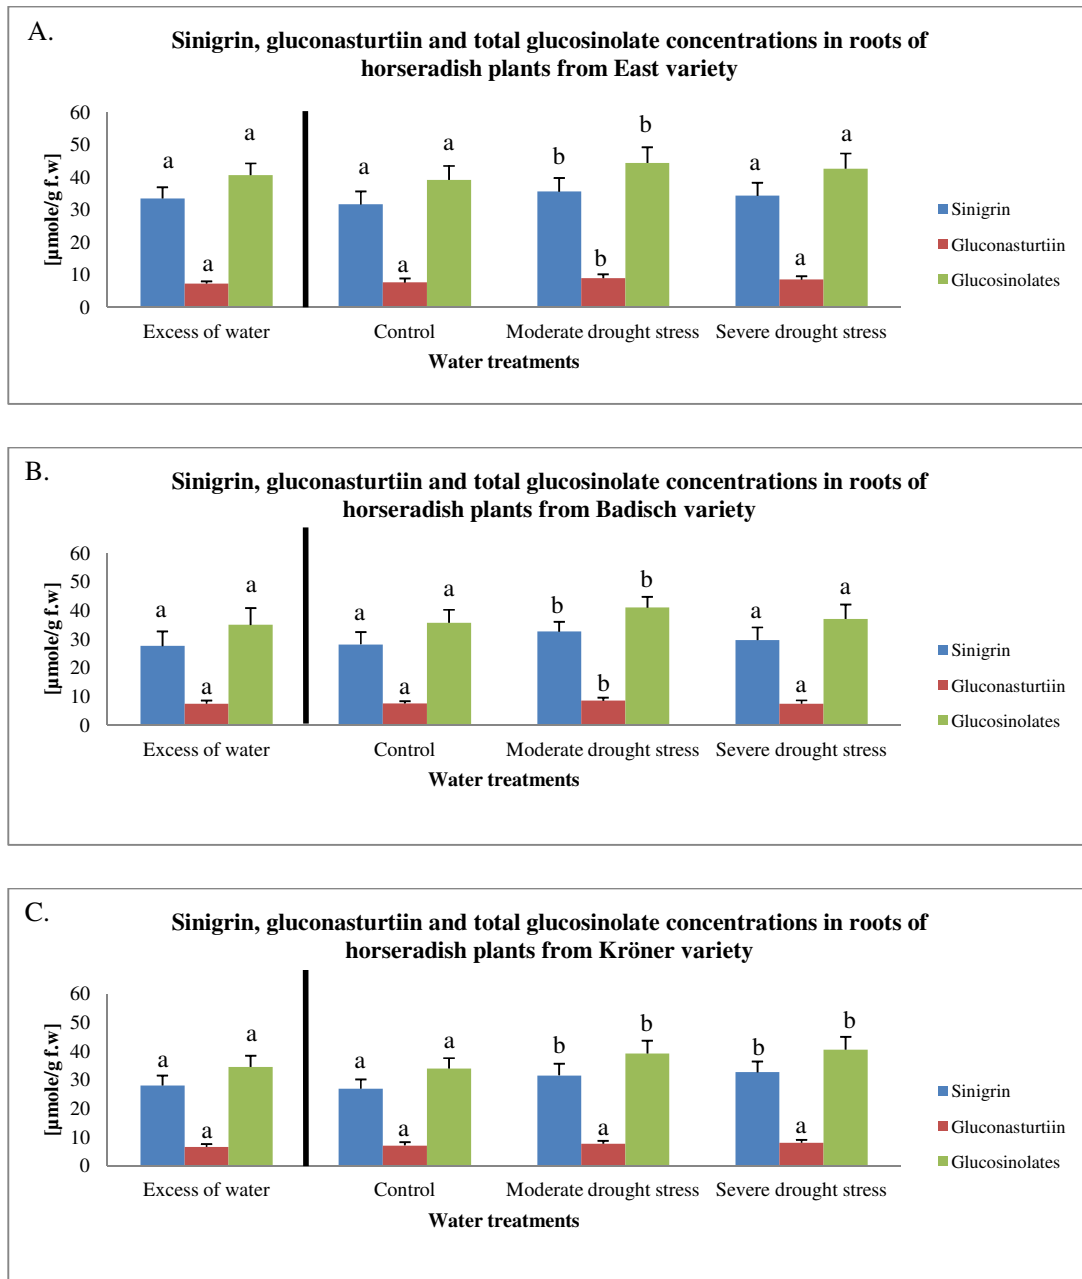 A.
Sinigrin, gluconasturtiin and total glucosinolate concentrations in roots of
horseradish plants from East variety
[µmole/g f.w]
60
50
40
30
20
10
0
a a a
a a a
b b b
a a a
Excess of water Control Moderate drought stress Severe drought stress
Water treatments
Sinigrin
Gluconasturtiin
Glucosinolates
B.
Sinigrin, gluconasturtiin and total glucosinolate concentrations in roots of
horseradish plants from Badisch variety
[µmole/g f.w]
60
50
40
30
20
10
0
a a a
a a a
b b b
a a a
Excess of water Control Moderate drought stress Severe drought stress
Water treatments
Sinigrin
Gluconasturtiin
Glucosinolates
C.
Sinigrin, gluconasturtiin and total glucosinolate concentrations in roots of
horseradish plants from Kröner variety
[µmole/g f.w]
60
50
40
30
20
10
0
a a a
a a a
b a b
b a b
Excess of water Control Moderate drought stress Severe drought stress
Water treatments
Sinigrin
Gluconasturtiin
Glucosinolates